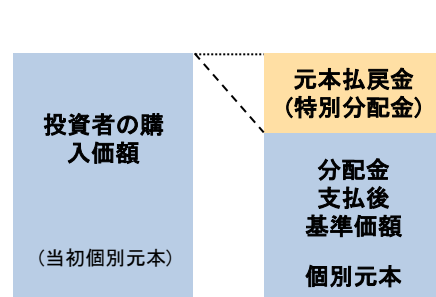 投資者の購
入価額
(当初個別元本)
元本払戻金
(特別分配金)
分配金
支払後
基準価額
個別元本